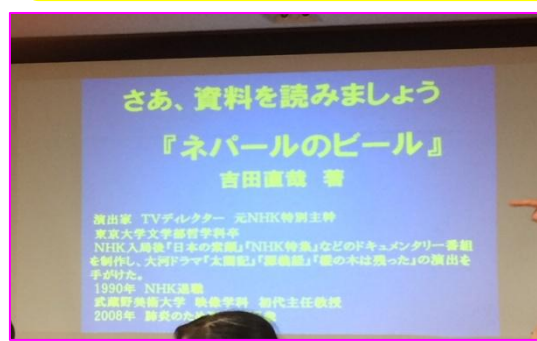 さあ、資料を読みましょう
『ネパールのビール』
吉田直哉 著
演出家 TVディレクター 元NHK特別主幹
東京大学文学部哲学科卒
NHK入局後『日本の素顔』『NHK特集』などのドキュメンタリー番組
を制作し、大河ドラマ『太閤記』『源義経』『樅の木は残った』の演出を
手がけた。
1990年 NHK退職
武蔵野美術大学 映像学科 初代主任教授
2008年 肺炎のため